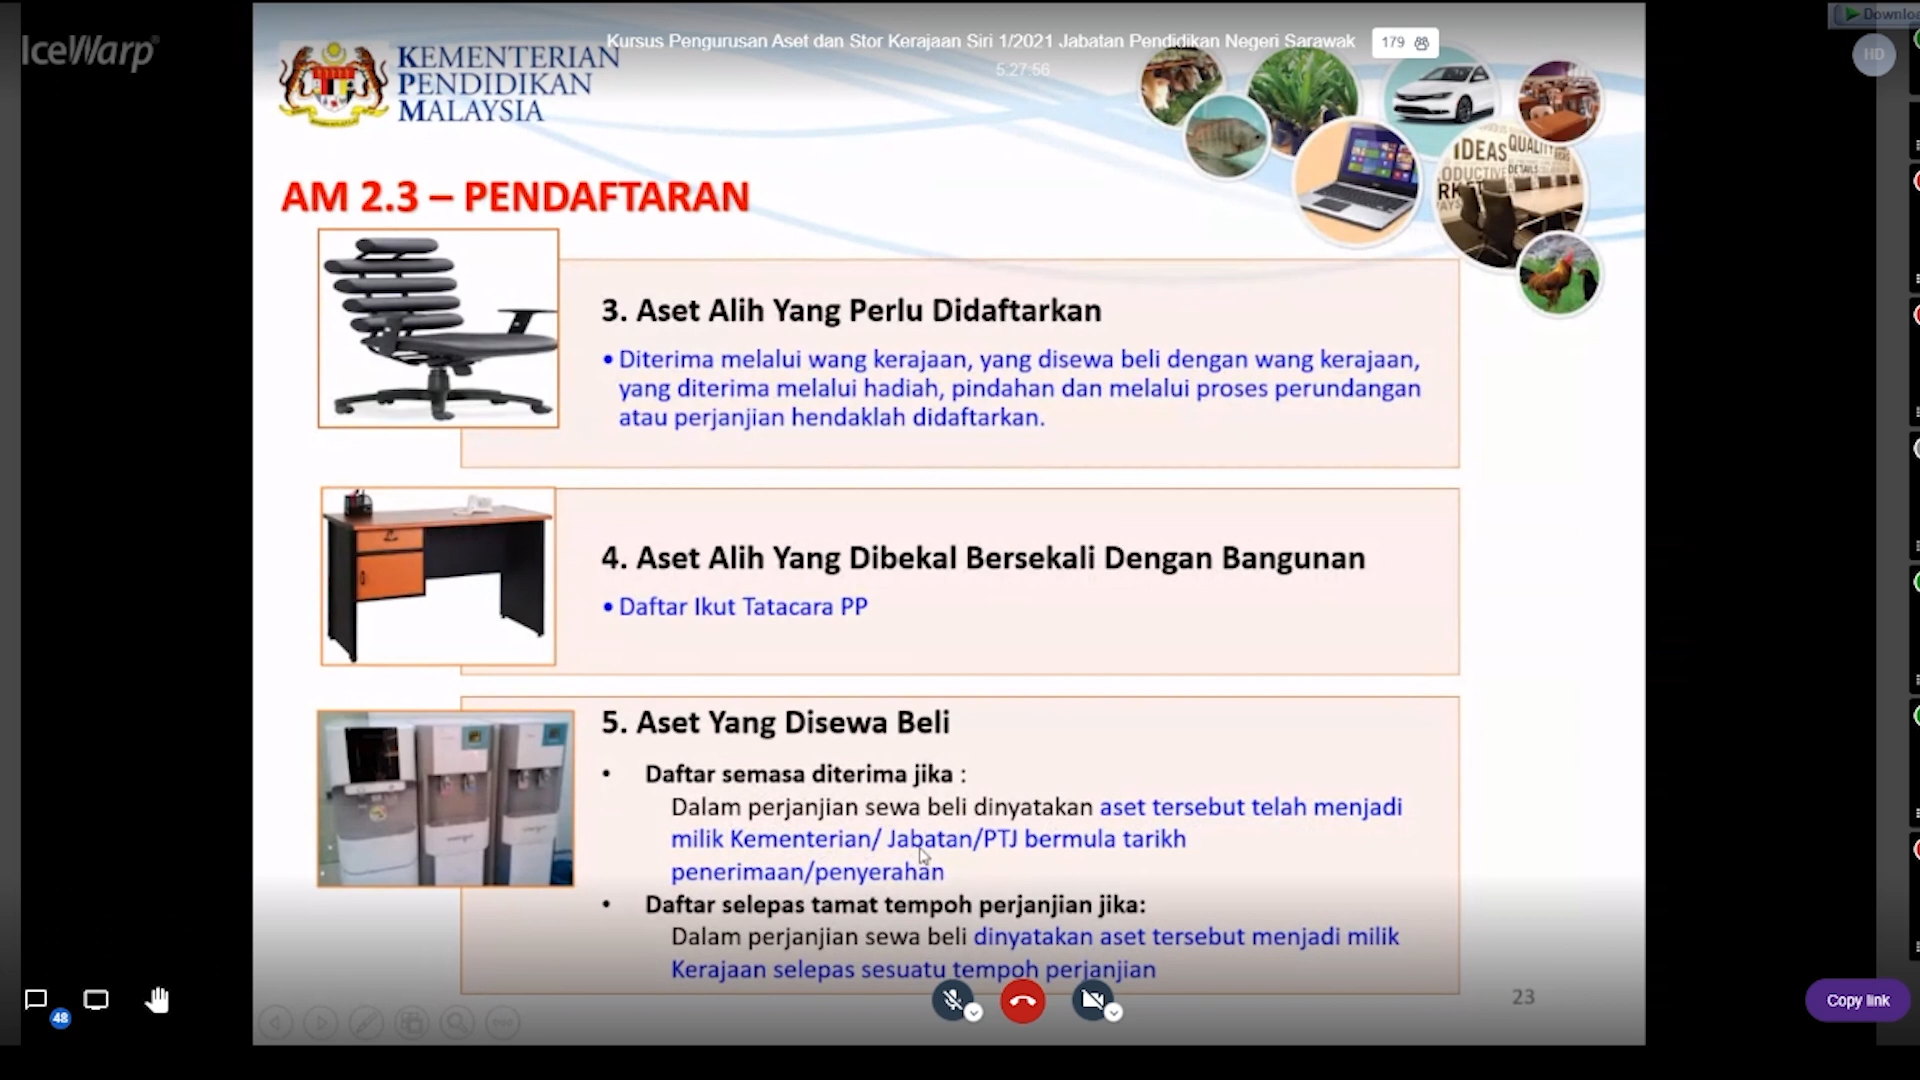 IceWarp
Kursus Pengurusan Aset dan Stor Kerajaan Siri 1/2021 Jabatan Pendidikan Negeri Sarawak
179
5:27:56
HD
KEMENTERIAN
PENDIDIKAN
MALAYSIA
IDEAS QUALITY
DETAILS
AM 2.3 – PENDAFTARAN
3. Aset Alih Yang Perlu Didaftarkan
• Diterima melalui wang kerajaan, yang disewa beli dengan wang kerajaan,
yang diterima melalui hadiah, pindahan dan melalui proses perundangan
atau perjanjian hendaklah didaftarkan.
4. Aset Alih Yang Dibekal Bersekali Dengan Bangunan
• Daftar Ikut Tatacara PP
5. Aset Yang Disewa Beli
• Daftar semasa diterima jika :
Dalam perjanjian sewa beli dinyatakan aset tersebut telah menjadi
milik Kementerian/ Jabatan/PTJ bermula tarikh
penerimaan/penyerahan
• Daftar selepas tamat tempoh perjanjian jika:
Dalam perjanjian sewa beli dinyatakan aset tersebut menjadi milik
Kerajaan selepas sesuatu tempoh perjanjian
23
48
Copy link